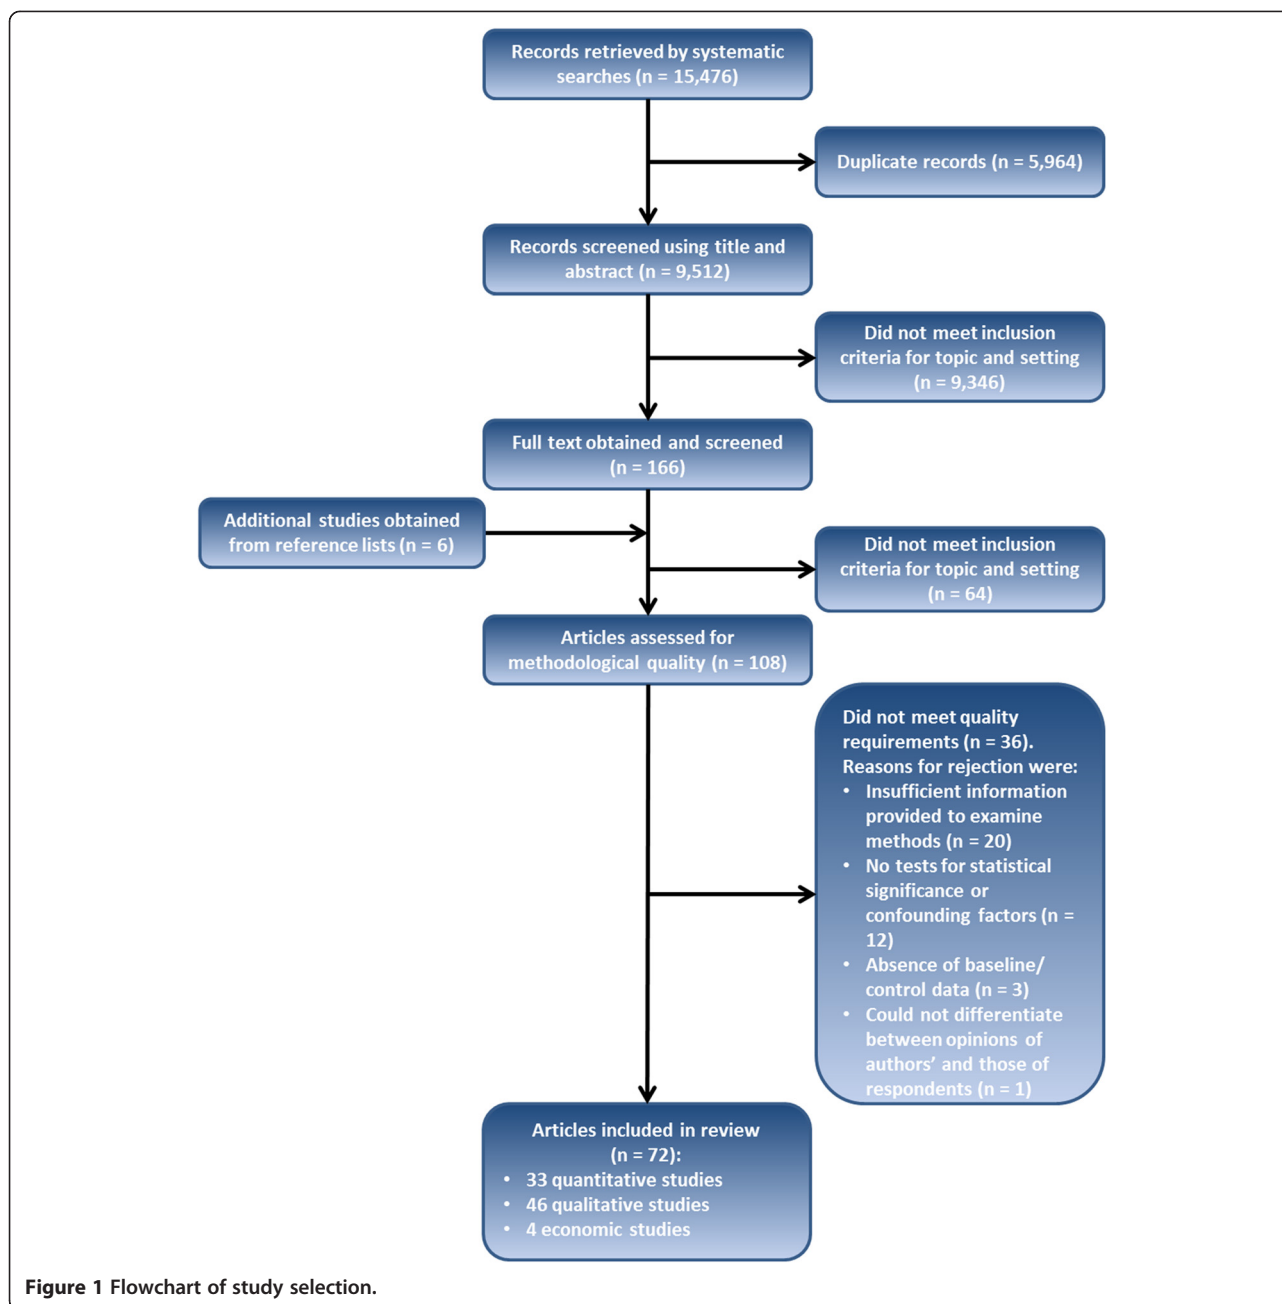 Records retrieved by systematic
searches (n = 15,476)
Duplicate records (n = 5,964)
Records screened using title and
abstract (n = 9,512)
Did not meet inclusion
criteria for topic and setting
(n = 9,346)
Full text obtained and screened
(n = 166)
Additional studies obtained
from reference lists (n = 6)
Did not meet inclusion
criteria for topic and setting
(n = 64)
Articles assessed for
methodological quality (n = 108)
Did not meet quality
requirements (n = 36).
Reasons for rejection were:
• Insufficient information
provided to examine
methods (n = 20)
• No tests for statistical
significance or
confounding factors (n =
12)
• Absence of baseline/
control data (n = 3)
• Could not differentiate
between opinions of
authors’ and those of
respondents (n = 1)
Articles included in review
(n = 72):
• 33 quantitative studies
• 46 qualitative studies
• 4 economic studies
Figure 1 Flowchart of study selection.